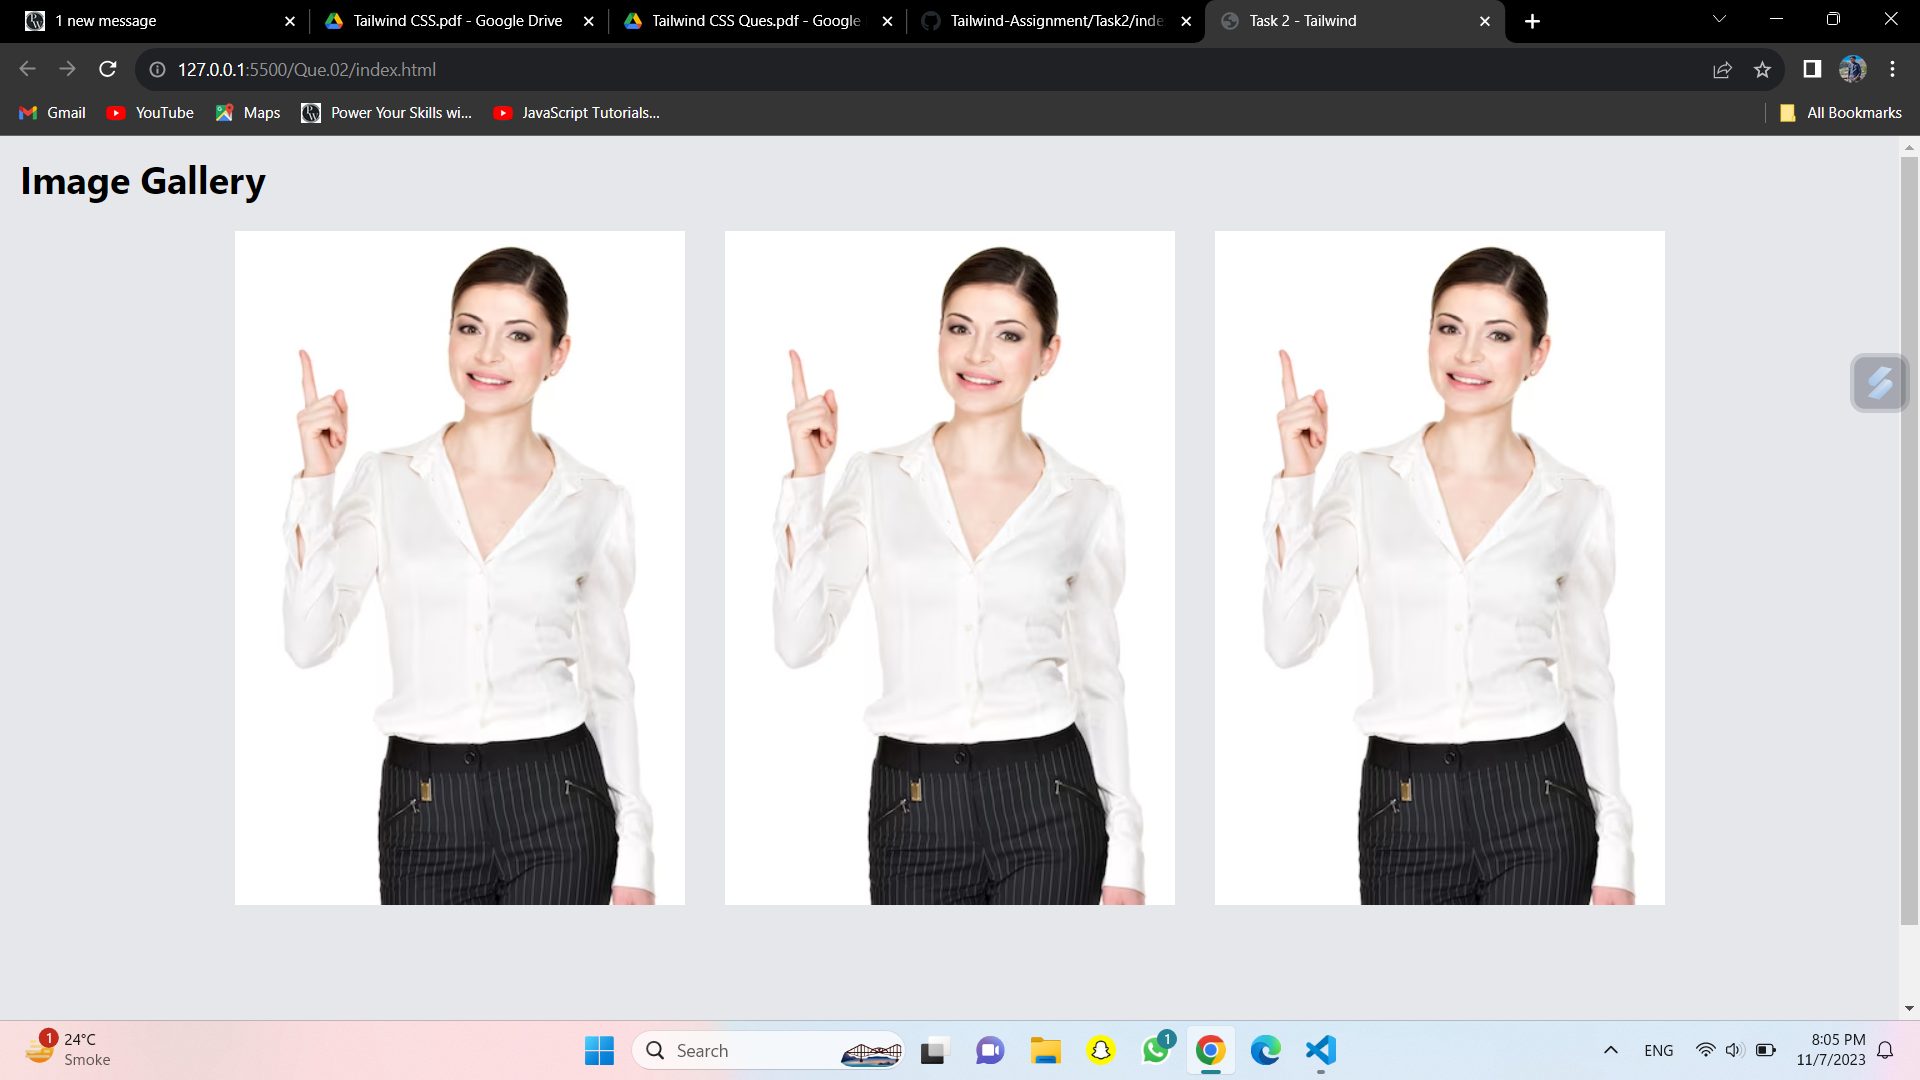 1 new message
Tailwind CSS.pdf - Google Drive
Tailwind CSS Ques.pdf - Google
Tailwind-Assignment/Task2/inde
Task 2 - Tailwind
127.0.0.1:5500/Que.02/index.html
Gmail
YouTube
Maps
Power Your Skills wi...
JavaScript Tutorials...
All Bookmarks
Image Gallery
1
24°C
Smoke
Search
1
ENG
8:05 PM
11/7/2023